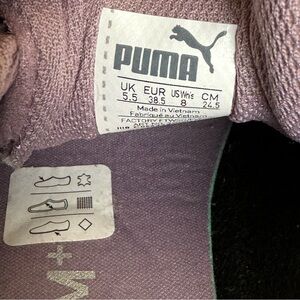 PUMA
UK EUR US Wn's CM
5.5 38.5 8 24.5
Made in Vietnam
Fabriqué au Vietnam
M+